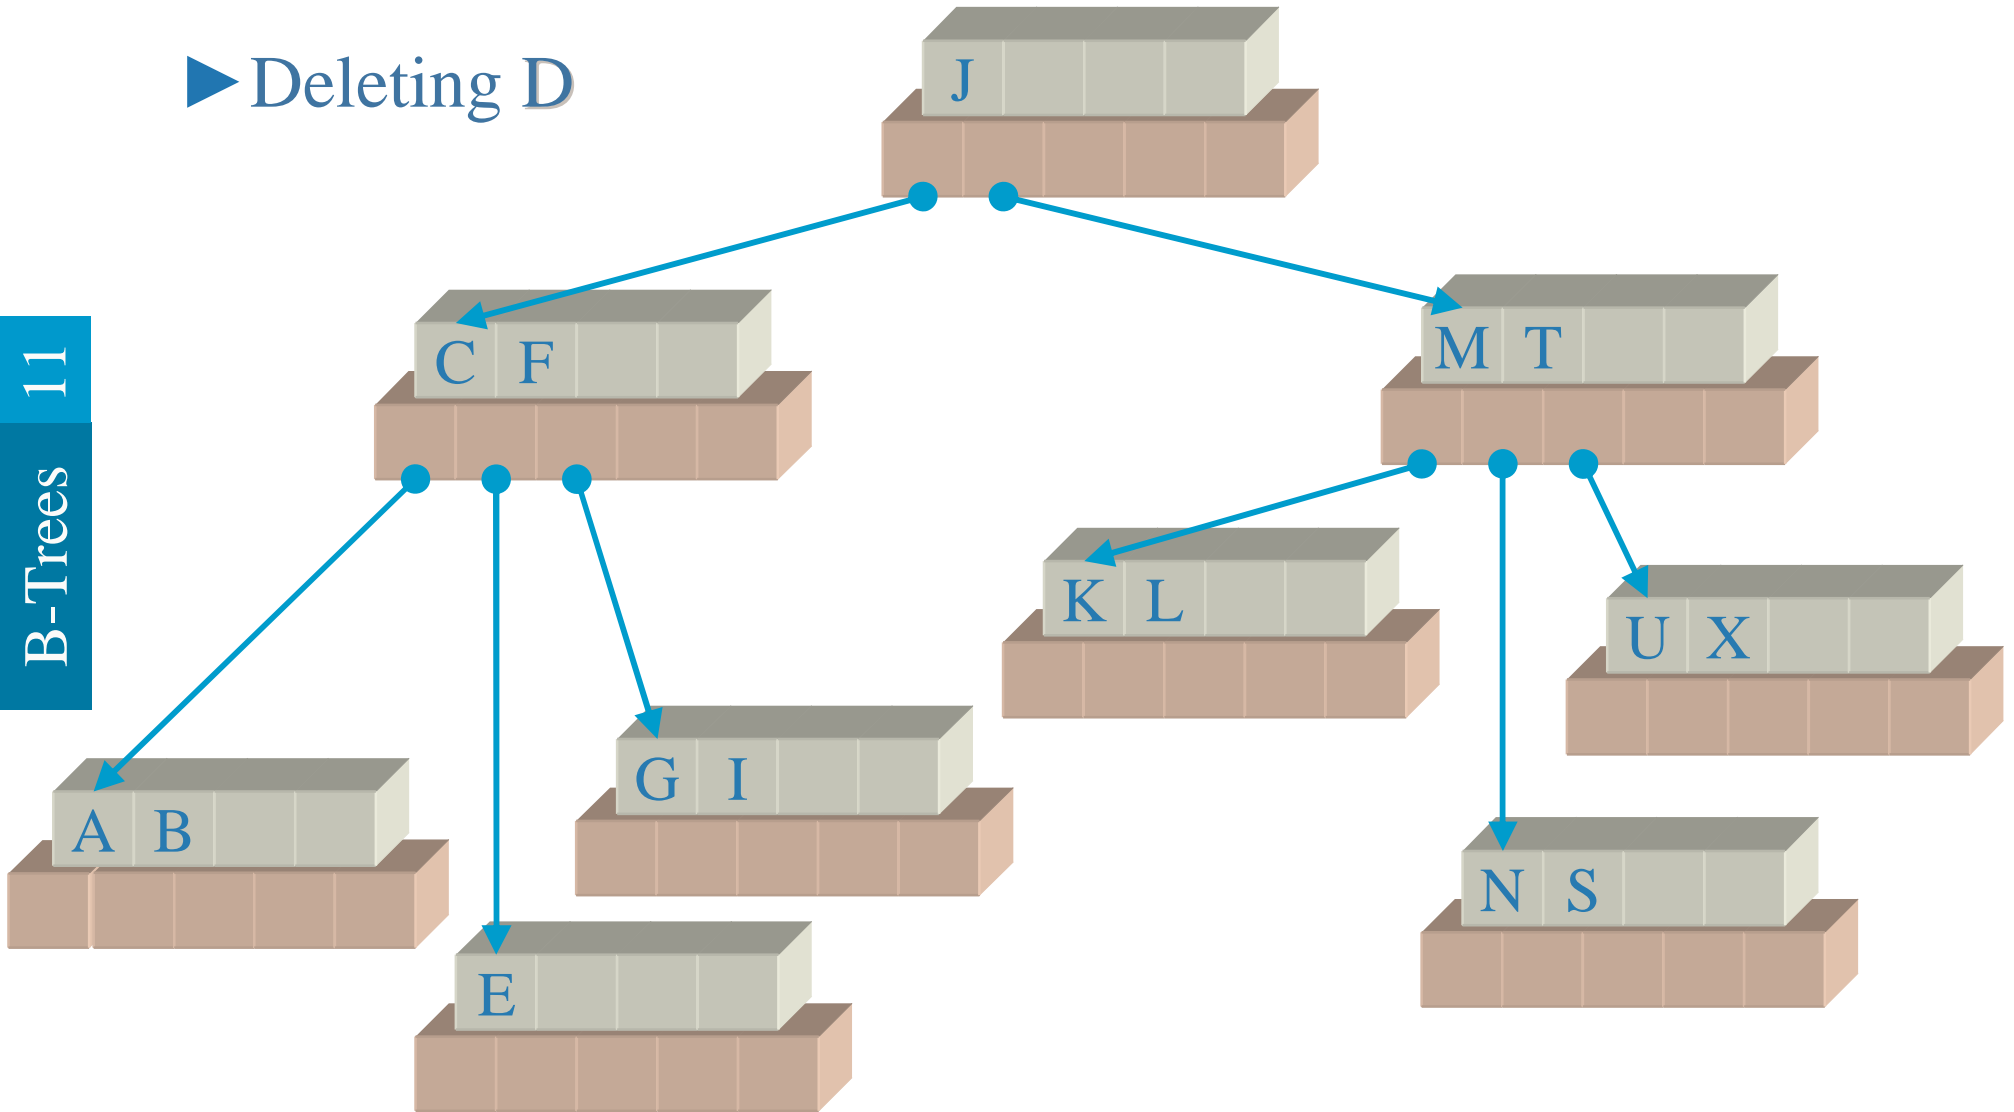 Deleting D
J
C F
M T
K L
U X
G I
A B
N S
E
B-Trees 11